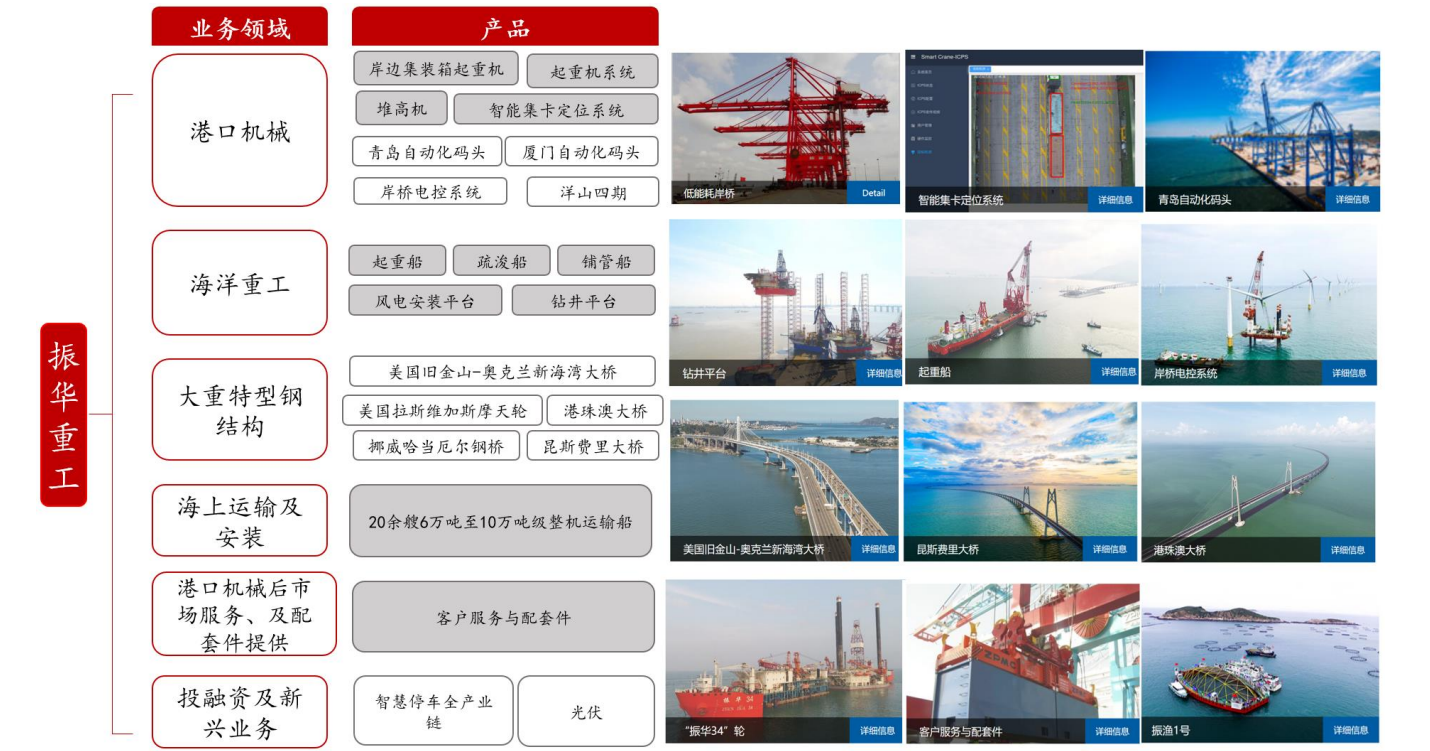 业务领域
产品
振华重工
港口机械
岸边集装箱起重机
起重机系统
堆高机
智能集卡定位系统
青岛自动化码头
厦门自动化码头
岸桥电控系统
洋山四期
海洋重工
起重船
疏浚船
铺管船
风电安装平台
钻井平台
大重特型钢
结构
美国旧金山-奥克兰新海湾大桥
美国拉斯维加斯摩天轮
港珠澳大桥
挪威哈当厄尔钢桥
昆斯费里大桥
海上运输及
安装
20余艘6万吨至10万吨级整机运输船
港口机械后市
场服务、及配
套件提供
客户服务与配套件
投融资及新
兴业务
智慧停车全产业
链
光伏
低能耗岸桥
Detail
Smart Crane-ICPS
智能集卡定位系统
详细信息
青岛自动化码头
详细信息
钻井平台
详细信息
起重船
详细信息
岸桥电控系统
详细信息
美国旧金山-奥克兰新海湾大桥
详细信息
昆斯费里大桥
详细信息
港珠澳大桥
详细信息
振华34
"振华34"轮
详细信息
ZPMC
客户服务与配套件
详细信息
振渔1号
详细信息